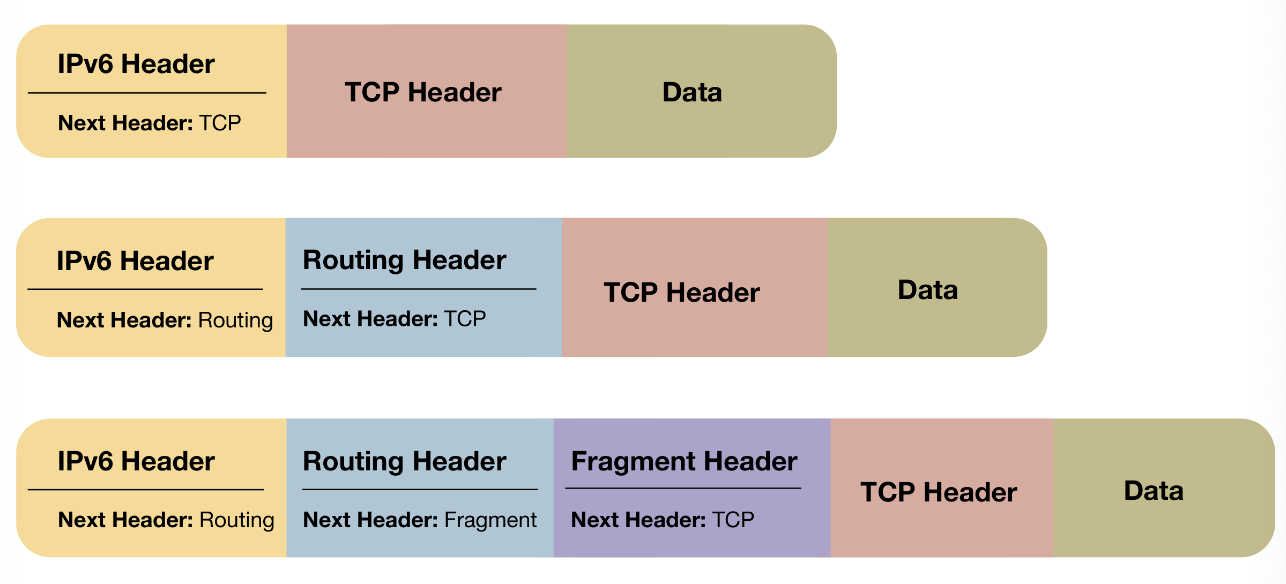 IPv6 Header
Next Header: TCP
TCP Header
Data
IPv6 Header
Next Header: Routing
Routing Header
Next Header: TCP
TCP Header
Data
IPv6 Header
Next Header: Routing
Routing Header
Next Header: Fragment
Fragment Header
Next Header: TCP
TCP Header
Data